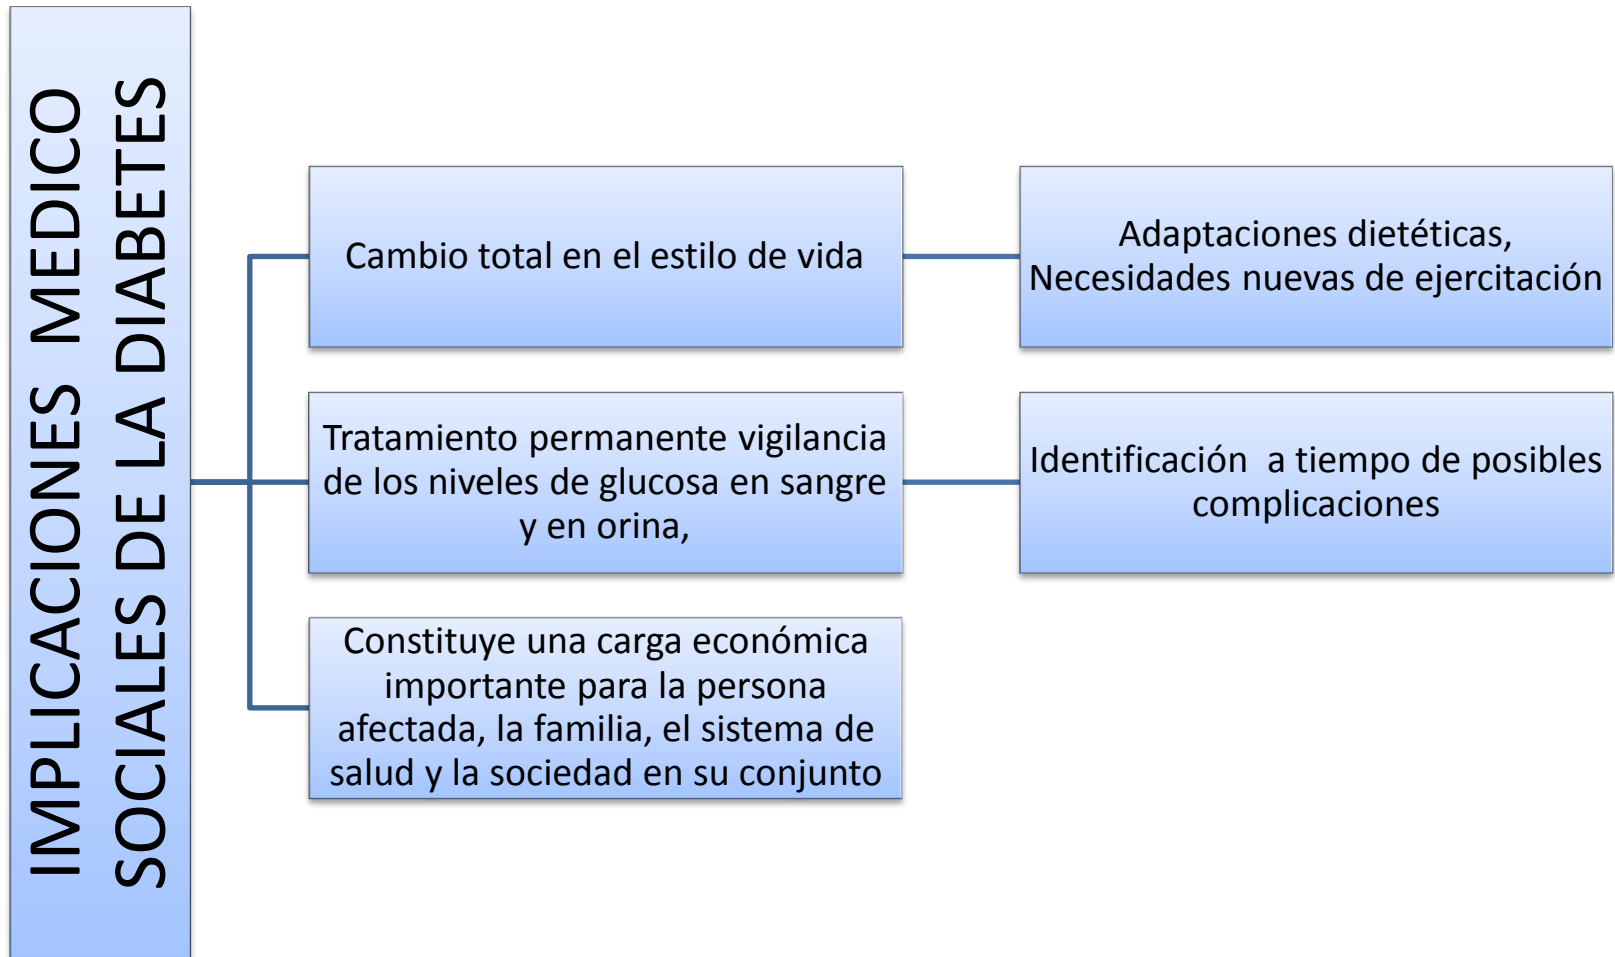 IMPLICACIONES MEDICO
SOCIALES DE LA DIABETES
Cambio total en el estilo de vida
Adaptaciones dietéticas,
Necesidades nuevas de ejercitación
Tratamiento permanente vigilancia
de los niveles de glucosa en sangre
y en orina,
Identificación  a tiempo de posibles
complicaciones
Constituye una carga económica
importante para la persona
afectada, la familia, el sistema de
salud y la sociedad en su conjunto